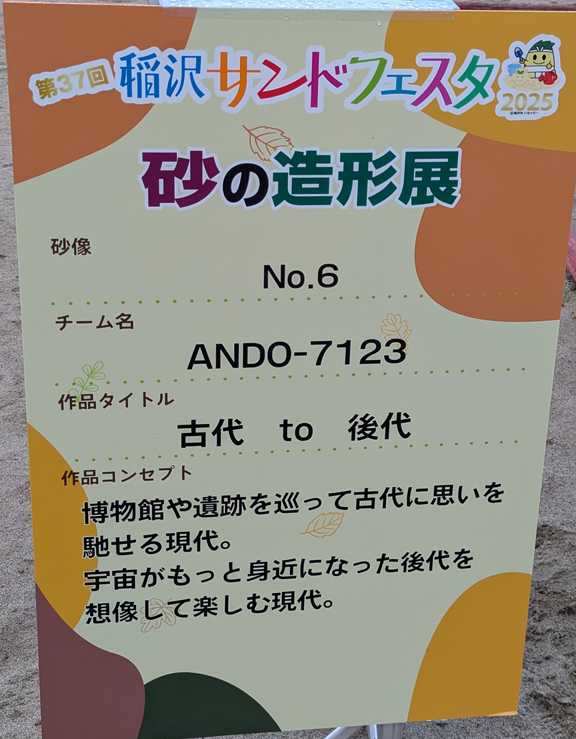 第37回 稲沢サンドフェスタ
2025
砂の造形展
砂像
No.6
チーム名
ANDO-7123
作品タイトル
古代 to 後代
作品コンセプト
博物館や遺跡を巡って古代に思いを
馳せる現代。
宇宙がもっと身近になった後代を
想像して楽しむ現代。